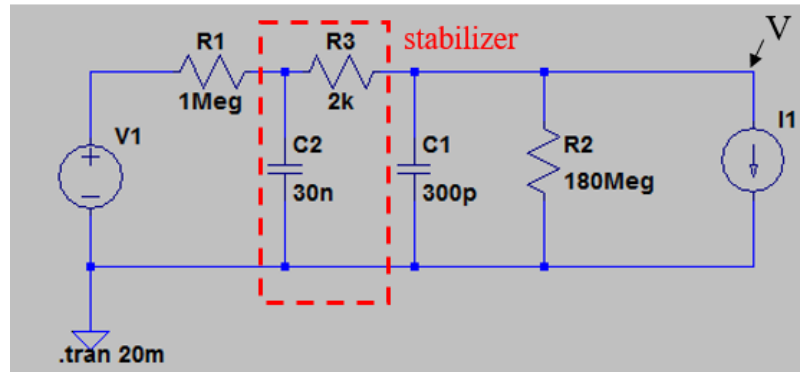 R1
R3
stabilizer
V
1Meg
2k
I1
V1
C2
C1
R2
30n
300p
180Meg
.tran 20m